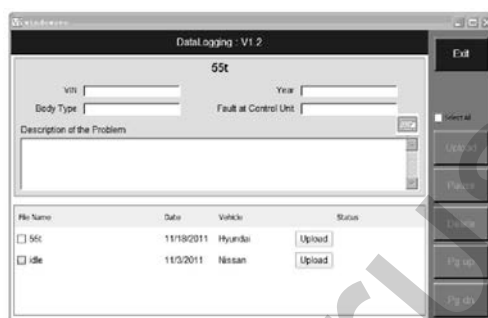 DataLogging : V1.2
Exit
55t
VIN
Year
Body Type
Fault at Control Unit
Select all
Description of the Problem
Upload
Delete
File Name Date Vehicle Status
55t 11/18/2011 Hyundai Upload
idle 11/3/2011 Nissan Upload
Pg up
Pg dn